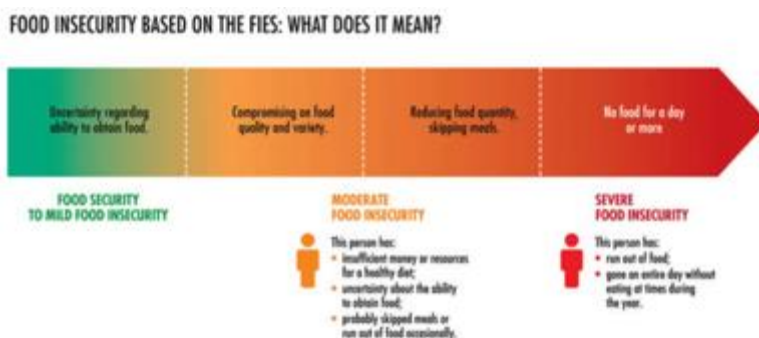 FOOD INSECURITY BASED ON THE FIES: WHAT DOES IT MEAN?
Uncertainty regarding
ability to obtain food.
Compromising on food
quality and variety.
Reducing food quantity,
skipping meals.
No food for a day
or more
FOOD SECURITY
TO MILD FOOD INSECURITY
MODERATE
FOOD INSECURITY
This person has:
• insufficient money or resources
for a healthy diet;
• uncertainty about the ability
to obtain food;
• probably skipped meals or
run out of food occasionally.
SEVERE
FOOD INSECURITY
This person has:
• run out of food;
• gone an entire day without
eating at times during
the year.